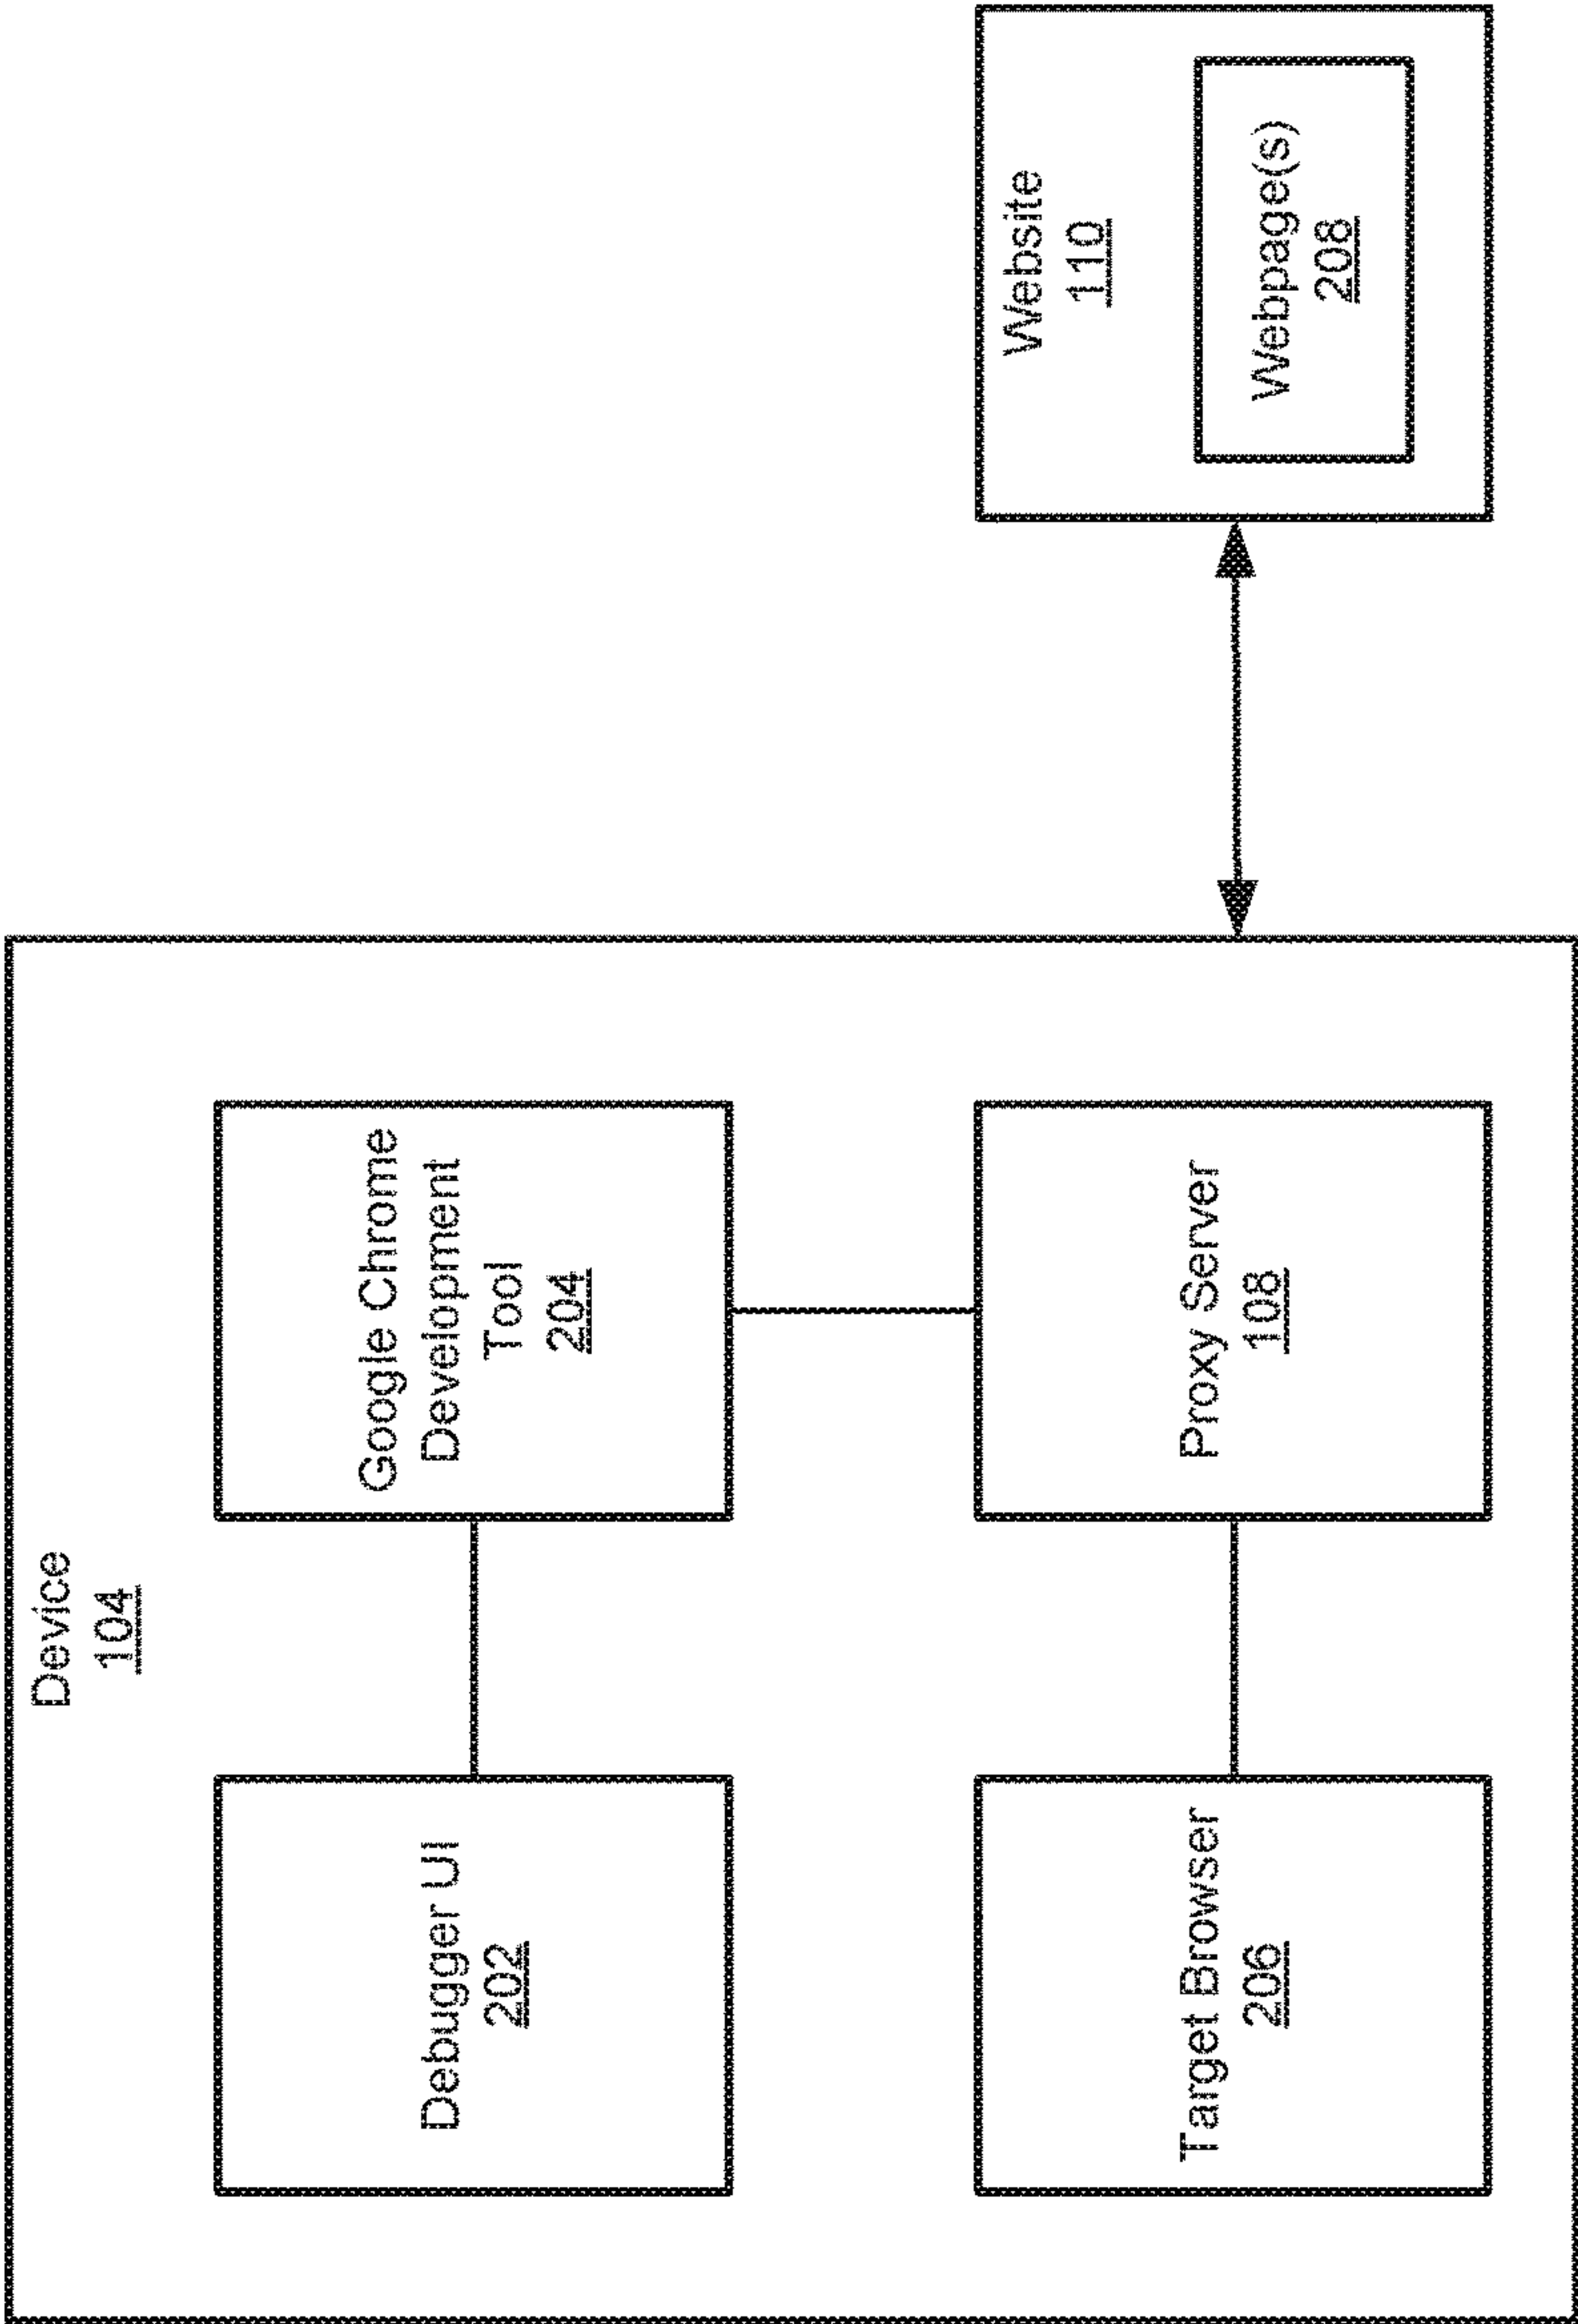 Device
104
Debugger UI
202
Google Chrome
Development
Tool
204
Target Browser
206
Proxy Server
108
Website
110
Webpage(s)
208